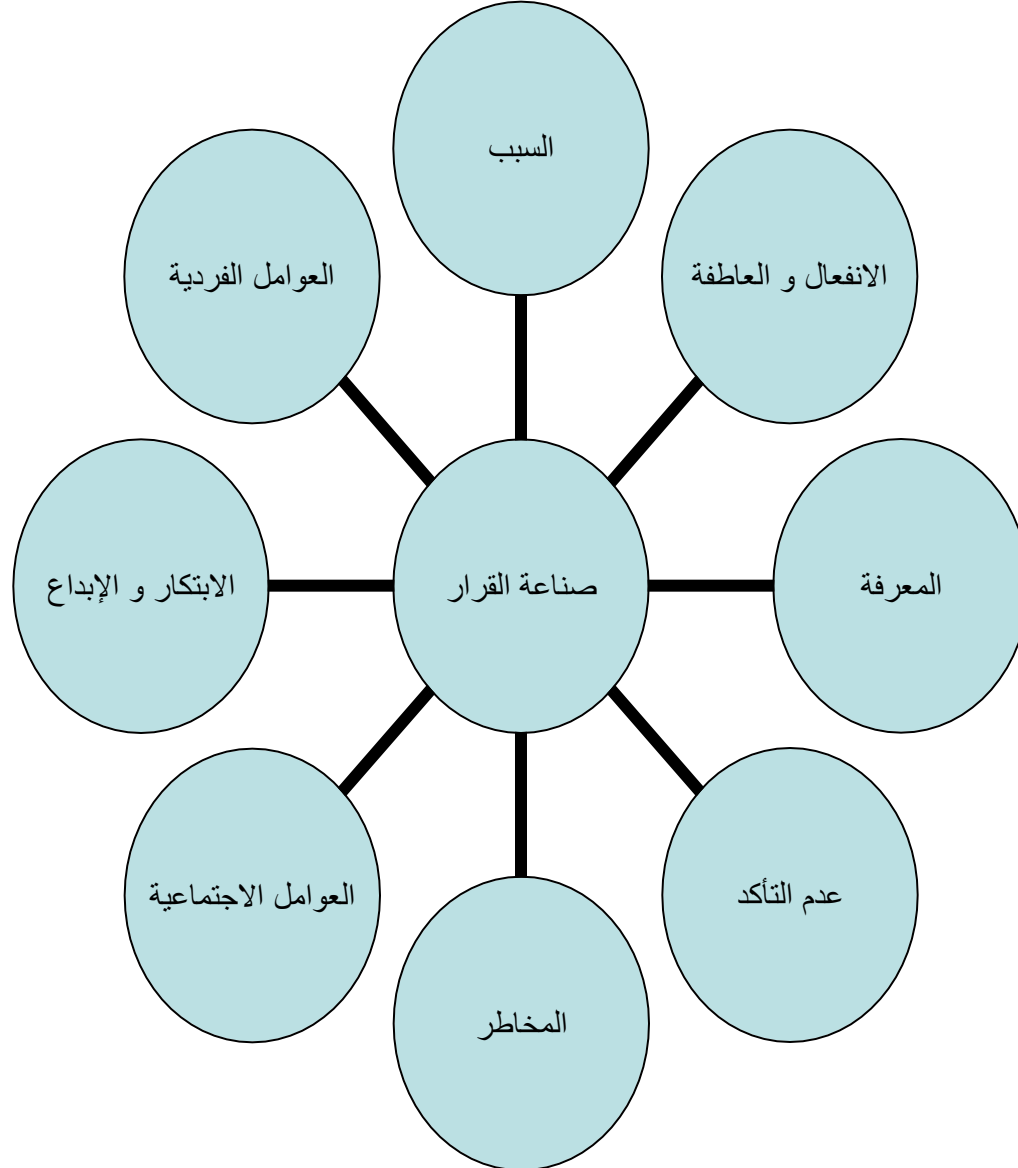 السبب
الانفعال و العاطفة
العوامل الفردية
المعرفة
صناعة القرار
الابتكار و الإبداع
عدم التأكد
العوامل الاجتماعية
المخاطر